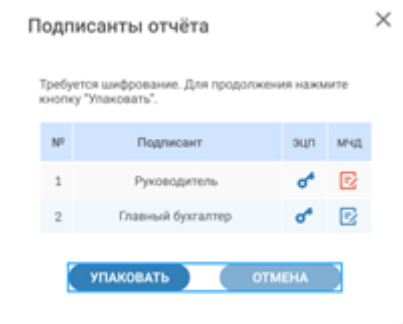 Подписанты отчёта
Требуется шифрование. Для продолжения нажмите
кнопку "Упаковать".
№ Подписант ЭЦП МЧД
1 Руководитель
2 Главный бухгалтер
УПАКОВАТЬ ОТМЕНА